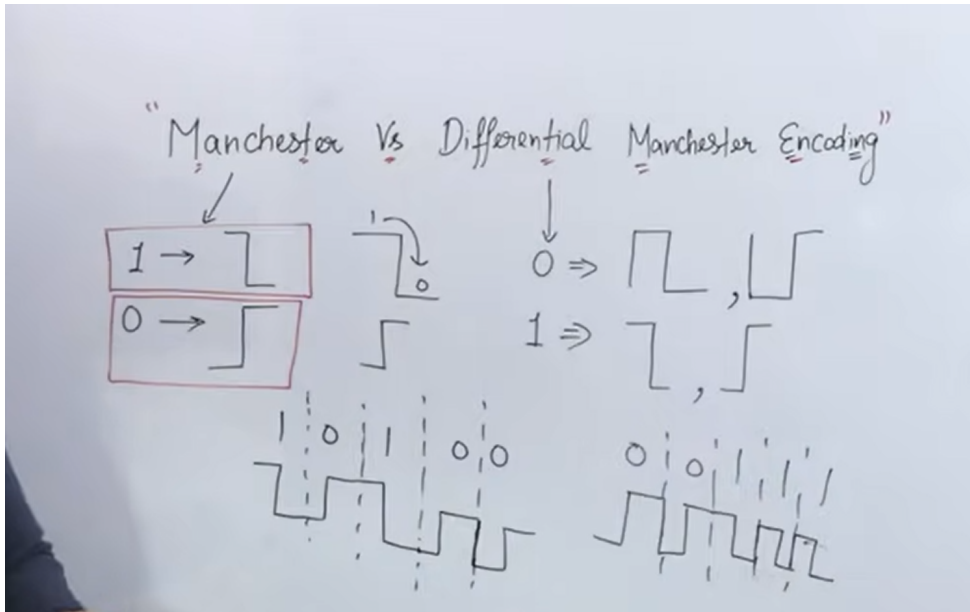 "Manchester Vs Differential Manchester Encoding"
1 → 1 0 0 ⇒ ,
0 → 1 ⇒ ,
1 0 1 0 0 0 0 1 1 1